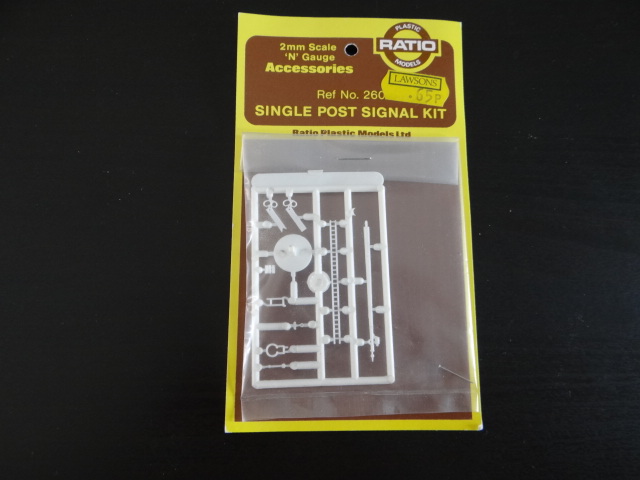 2mm Scale
'N' Gauge
Accessories
PLASTIC
RATIO
MODELS
LAWSONS
.65P
Ref No. 260
SINGLE POST SIGNAL KIT
Ratio Plastic Models Ltd